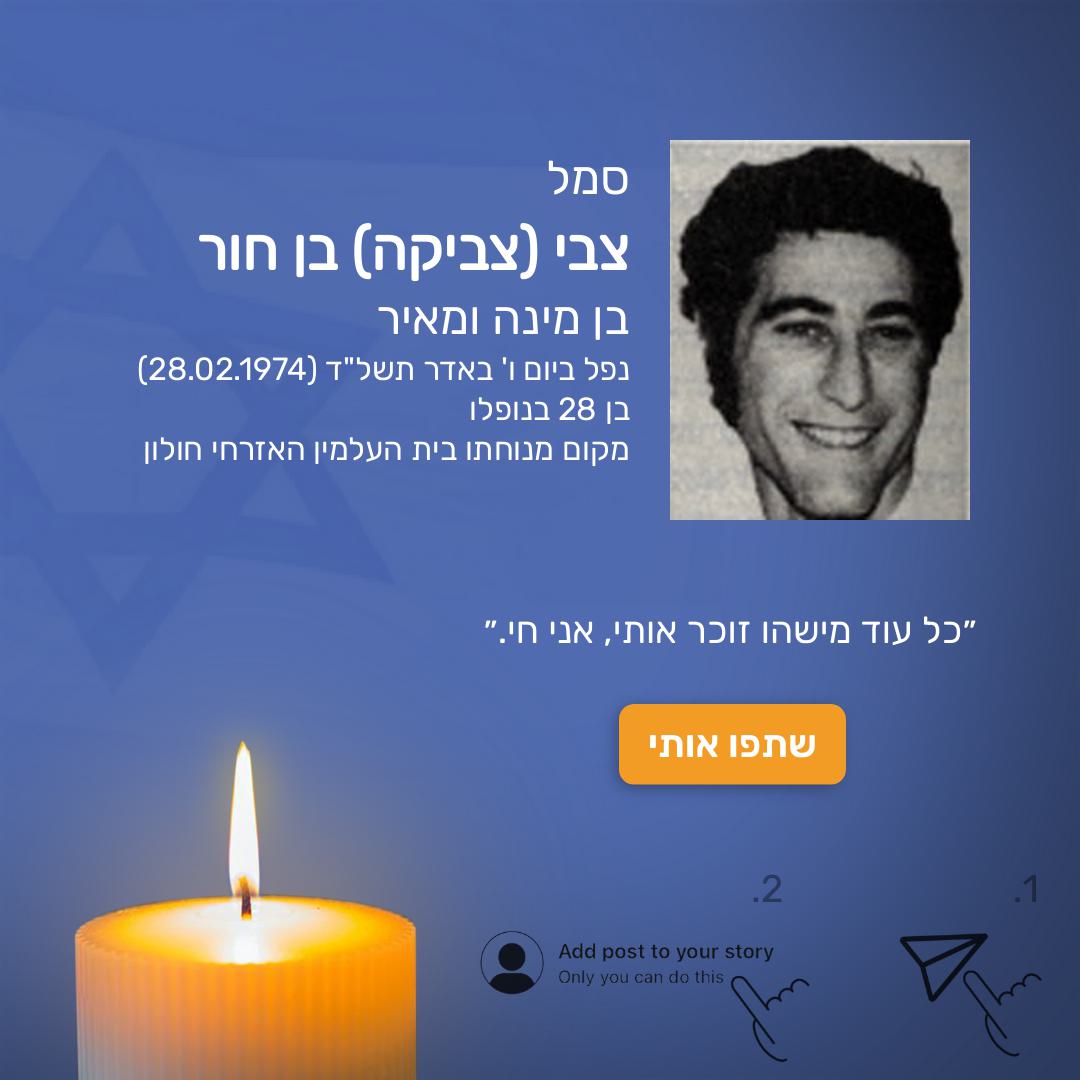 סמל
צבי (צביקה) בן חור
בן מינה ומאיר
נפל ביום ו' באדר תשל"ד (28.02.1974)
בן 28 בנופלו
מקום מנוחתו בית העלמין האזרחי חולון
״כל עוד מישהו זוכר אותי, אני חי.״
שתפו אותי
.1
.2
Add post to your story
Only you can do this